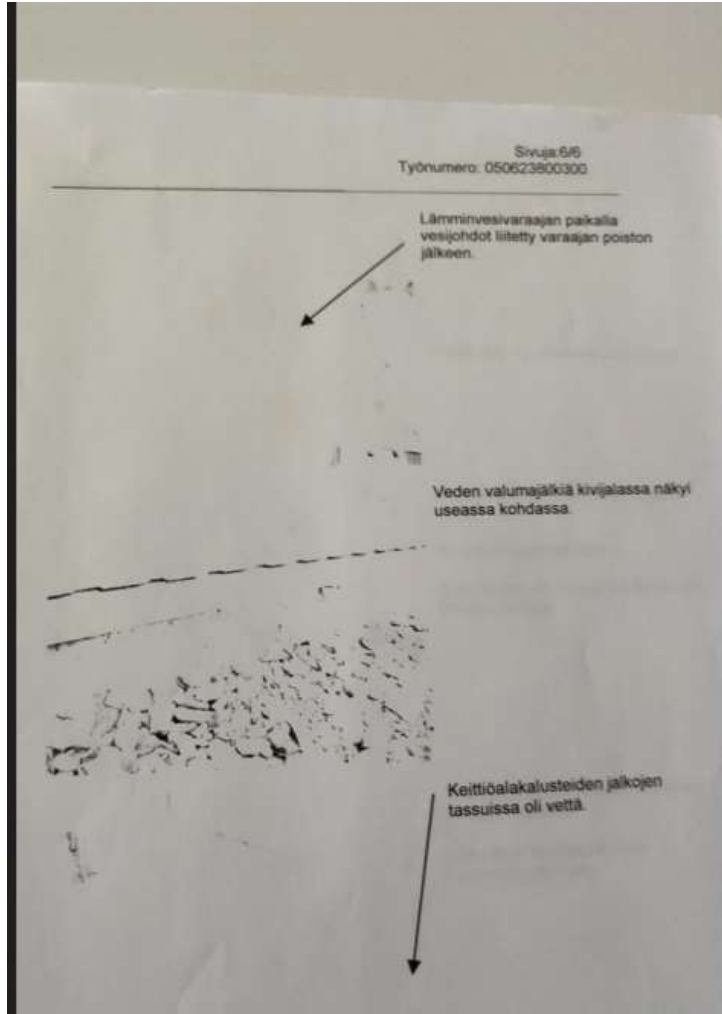 Sivuja:6/6
Työnumero: 050623800300
Lämminvesivaraajan paikalla
vesijohdot liitetty varaajan poiston
jälkeen.
Veden valumajälkiä kivijalassa näkyi
useassa kohdassa.
Keittiöalakalusteiden jalkojen
tassuissa oli vettä.